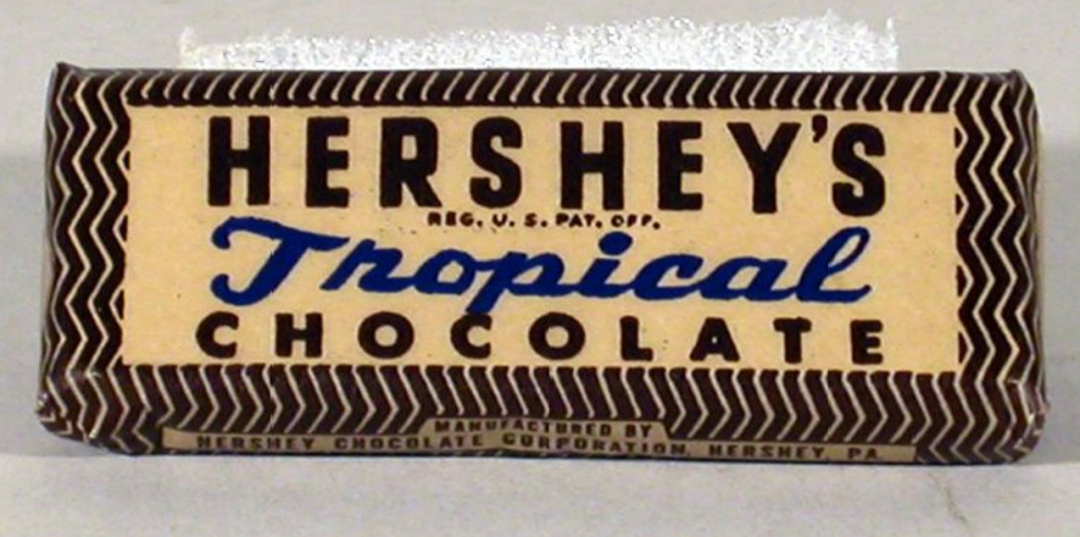 HERSHEY'S
REG. U. S. PAT. OFF.
Tropical
CHOCOLATE
MANUFACTURED BY
HERSHEY CHOCOLATE CORPORATION, HERSHEY, PA.